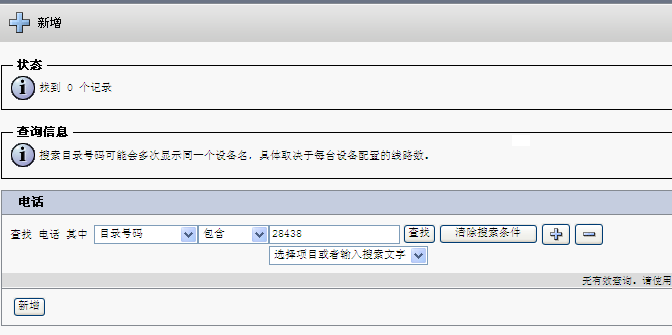 新增
状态
找到 0 个记录
查询信息
搜索目录号码可能会多次显示同一个设备名，具体取决于每台设备配置的线路数.
电话
查找 电话 其中 目录号码 包含 28438 查找 清除搜索条件
选择项目或者输入搜索文字
无有效查询. 请使用
新增